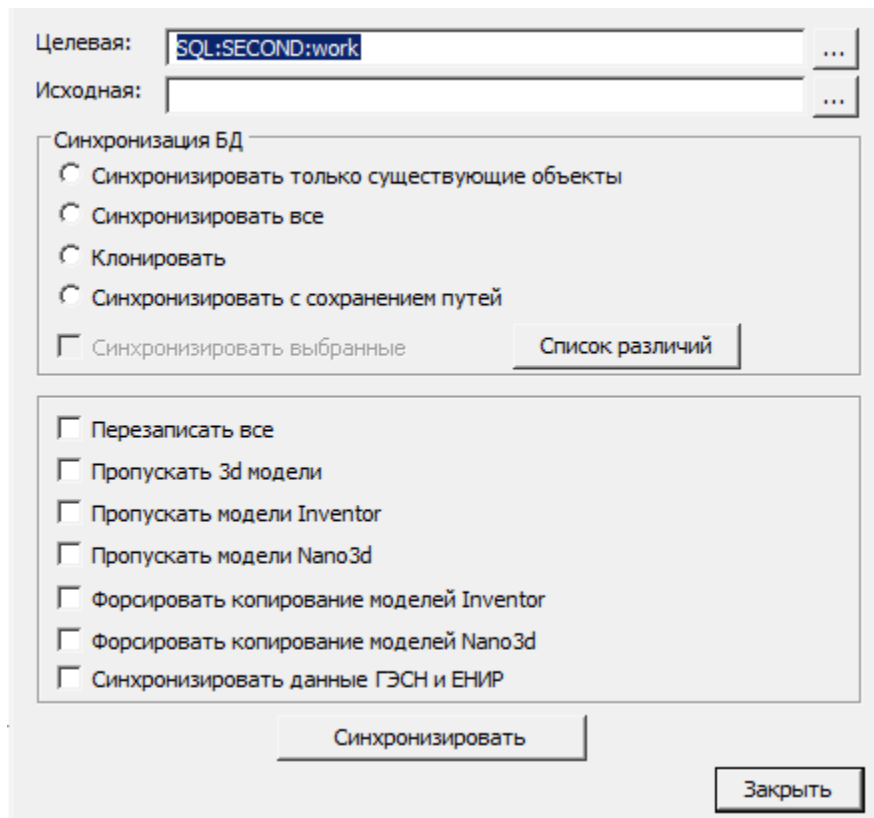 Целевая: SQL:SECOND:work ...
Исходная: ...
Синхронизация БД
Синхронизировать только существующие объекты
Синхронизировать все
Клонировать
Синхронизировать с сохранением путей
Синхронизировать выбранные Список различий
Перезаписать все
Пропускать 3d модели
Пропускать модели Inventor
Пропускать модели Nano3d
Форсировать копирование моделей Inventor
Форсировать копирование моделей Nano3d
Синхронизировать данные ГЭСН и ЕНИР
Синхронизировать
Закрыть